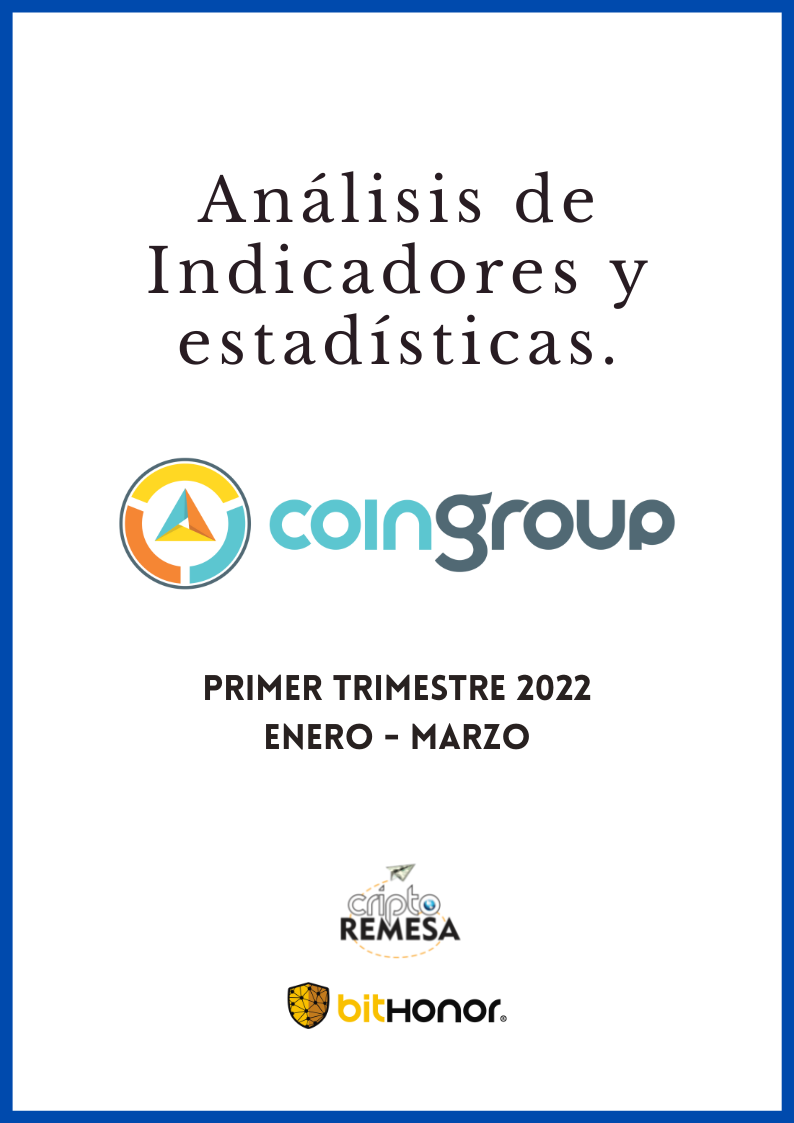 Análisis de
Indicadores y
estadísticas.
coingroup
PRIMER TRIMESTRE 2022
ENERO - MARZO
cripto
REMESA
bitHonor®